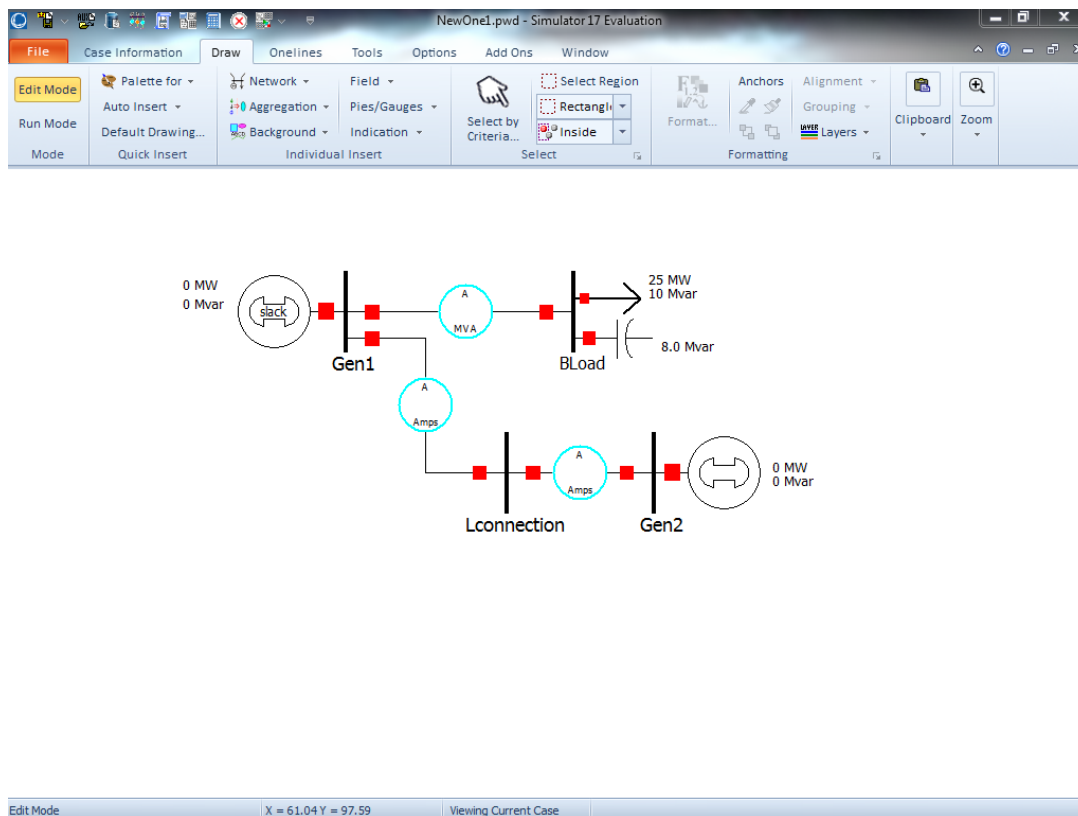 NewOne1.pwd - Simulator 17 Evaluation
File Case Information Draw Onelines Tools Options Add Ons Window
Edit Mode
Run Mode
Mode
Palette for
Auto Insert
Default Drawing...
Quick Insert
Network
Aggregation
Background
Field
Pies/Gauges
Indication
Individual Insert
Select by
Criteria...
Select Region
Rectangl
Inside
Select
Format...
Anchors
Alignment
Grouping
Layers
Formatting
Clipboard
Zoom
0 MW
0 Mvar
slack
Gen1
A
MVA
25 MW
10 Mvar
8.0 Mvar
BLoad
A
Amps
Lconnection
A
Amps
Gen2
0 MW
0 Mvar
Edit Mode X = 61.04 Y = 97.59 Viewing Current Case